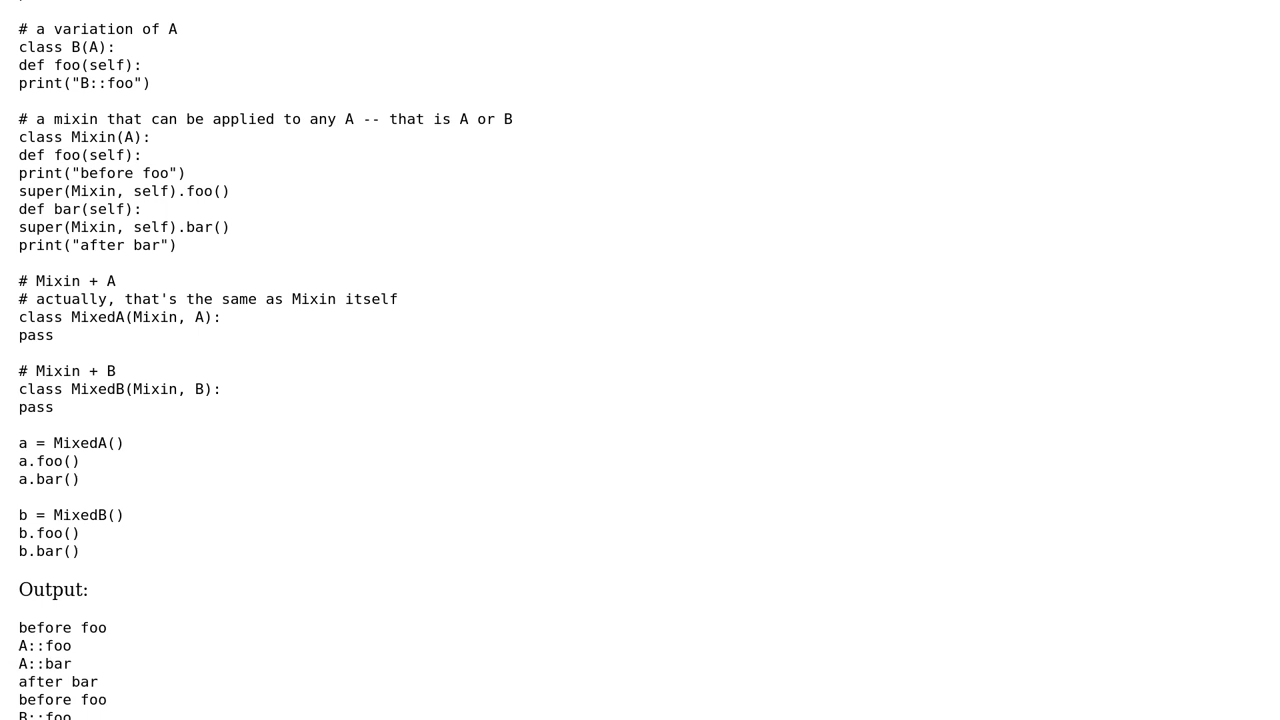 # a variation of A
class B(A):
def foo(self):
print("B::foo")
# a mixin that can be applied to any A -- that is A or B
class Mixin(A):
def foo(self):
print("before foo")
super(Mixin, self).foo()
def bar(self):
super(Mixin, self).bar()
print("after bar")
# Mixin + A
# actually, that's the same as Mixin itself
class MixedA(Mixin, A):
pass
# Mixin + B
class MixedB(Mixin, B):
pass
a = MixedA()
a.foo()
a.bar()
b = MixedB()
b.foo()
b.bar()
Output:
before foo
A::foo
A::bar
after bar
before foo
B::foo